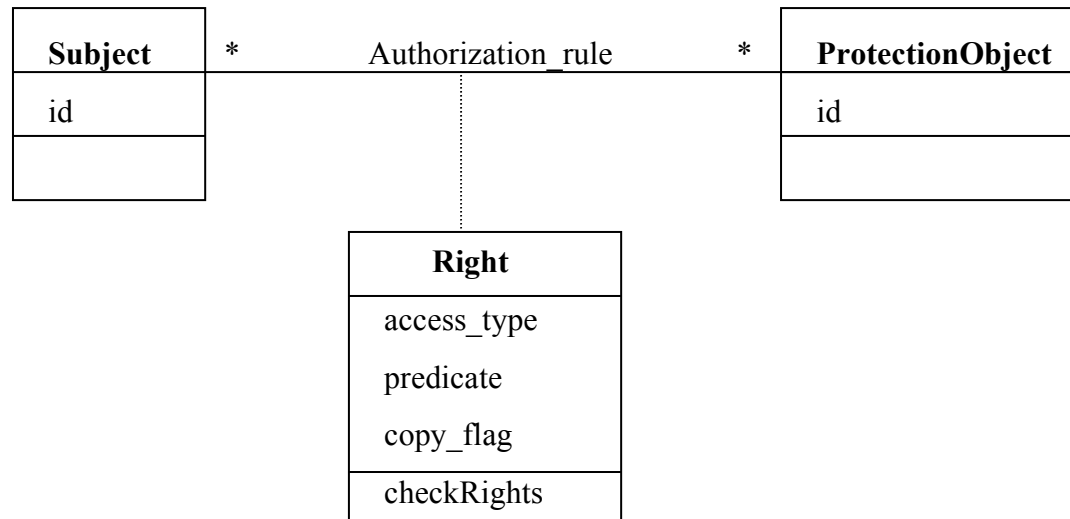 Subject * Authorization_rule * ProtectionObject
id id
Right
access_type
predicate
copy_flag
checkRights